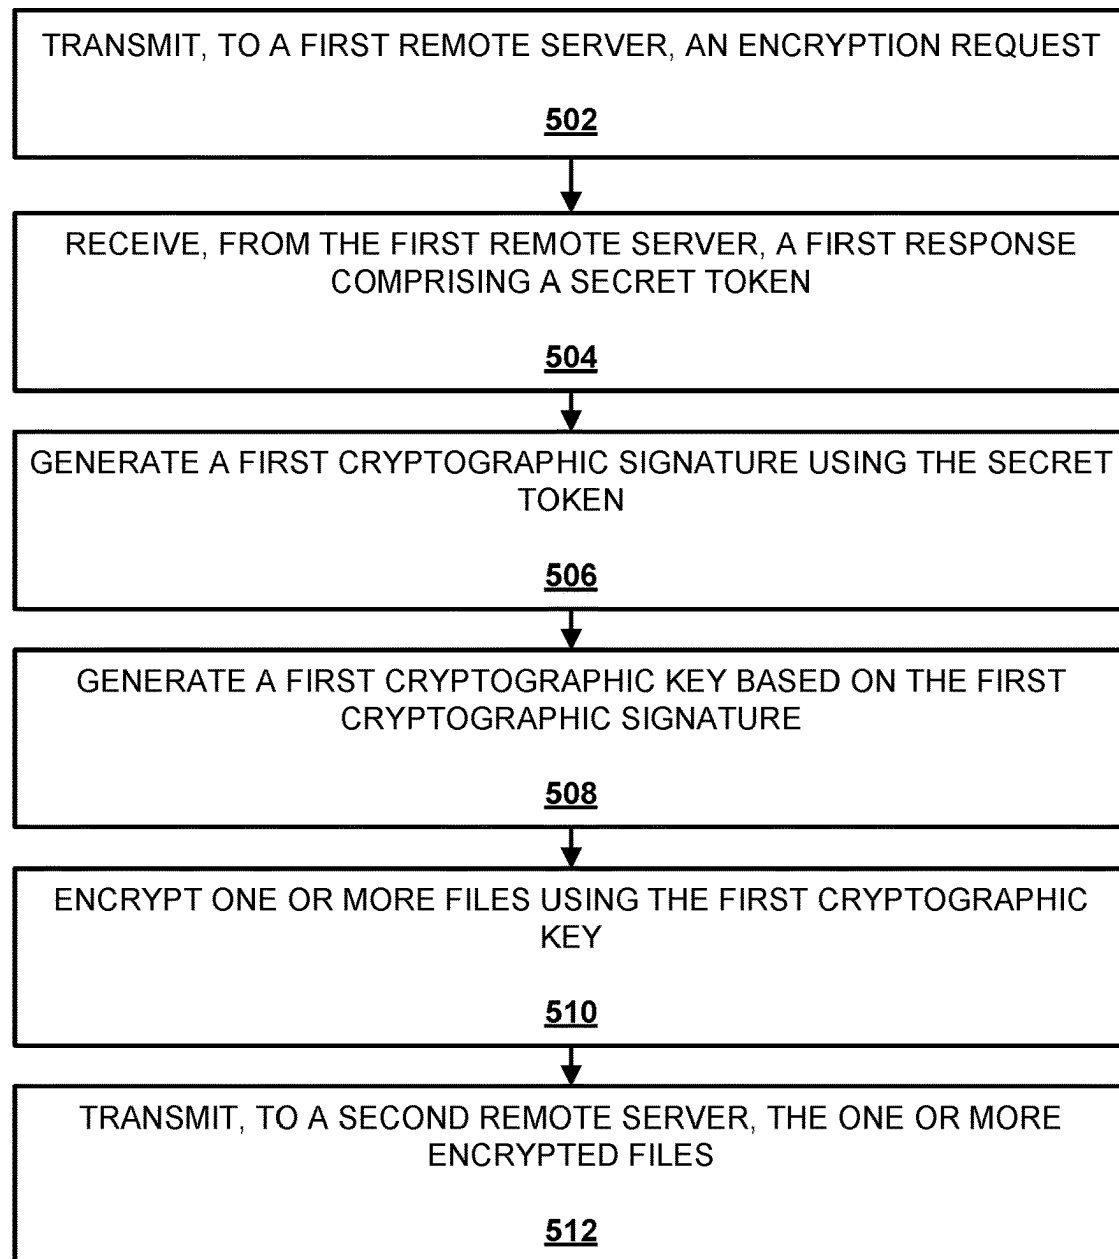 TRANSMIT, TO A FIRST REMOTE SERVER, AN ENCRYPTION REQUEST
502
RECEIVE, FROM THE FIRST REMOTE SERVER, A FIRST RESPONSE
COMPRISING A SECRET TOKEN
504
GENERATE A FIRST CRYPTOGRAPHIC SIGNATURE USING THE SECRET
TOKEN
506
GENERATE A FIRST CRYPTOGRAPHIC KEY BASED ON THE FIRST
CRYPTOGRAPHIC SIGNATURE
508
ENCRYPT ONE OR MORE FILES USING THE FIRST CRYPTOGRAPHIC
KEY
510
TRANSMIT, TO A SECOND REMOTE SERVER, THE ONE OR MORE
ENCRYPTED FILES
512